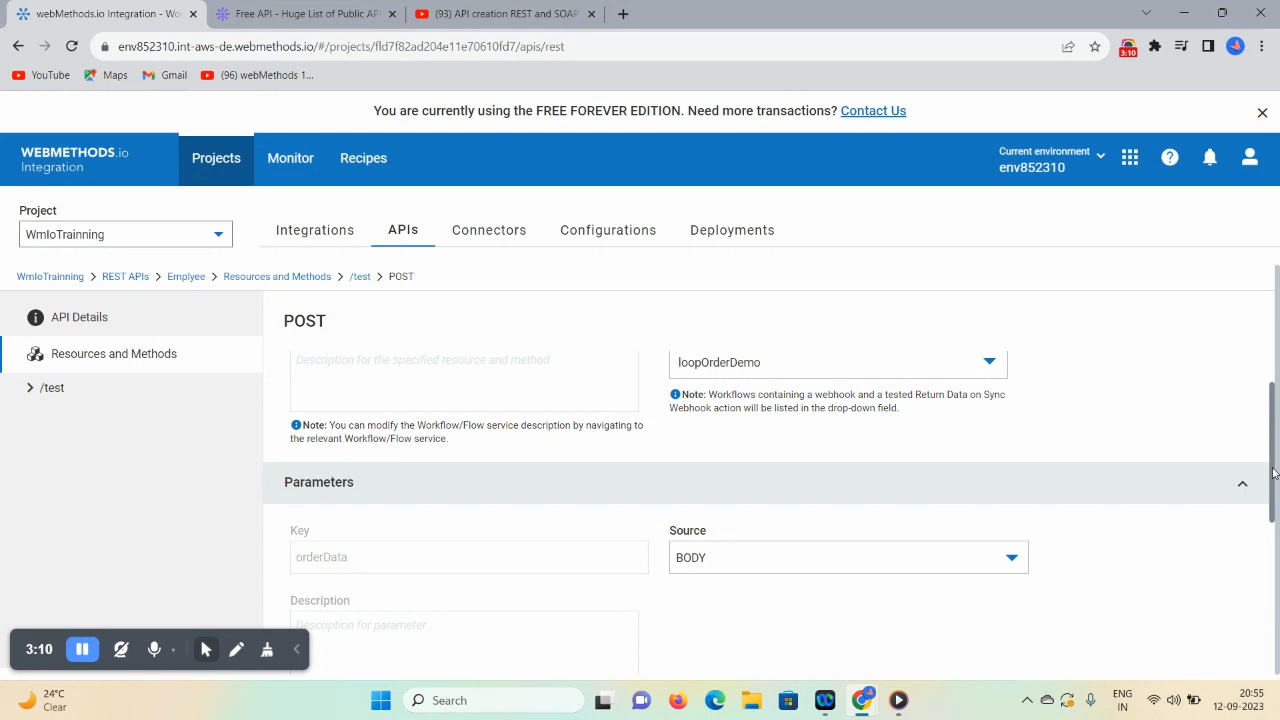 webMethods.io Integration - Wo
Free API - Huge List of Public API
(93) API creation REST and SOAP
env852310.int-aws-de.webmethods.io/#/projects/fld7f82ad204e11e70610fd7/apis/rest
3:10
YouTube
Maps
Gmail
(96) webMethods 1...
You are currently using the FREE FOREVER EDITION. Need more transactions? Contact Us
WEBMETHODS.io
Integration
Projects
Monitor
Recipes
Current environment
env852310
Project
WmIoTrainning
Integrations
APIs
Connectors
Configurations
Deployments
WmIoTrainning > REST APIs > Emplyee > Resources and Methods > /test > POST
API Details
Resources and Methods
/test
POST
Description for the specified resource and method
loopOrderDemo
Note: You can modify the Workflow/Flow service description by navigating to
the relevant Workflow/Flow service.
Note: Workflows containing a webhook and a tested Return Data on Sync
Webhook action will be listed in the drop-down field.
Parameters
Key
orderData
Source
BODY
Description
Description for parameter
3:10
24°C
Clear
Search
ENG
IN
20:55
12-09-2023